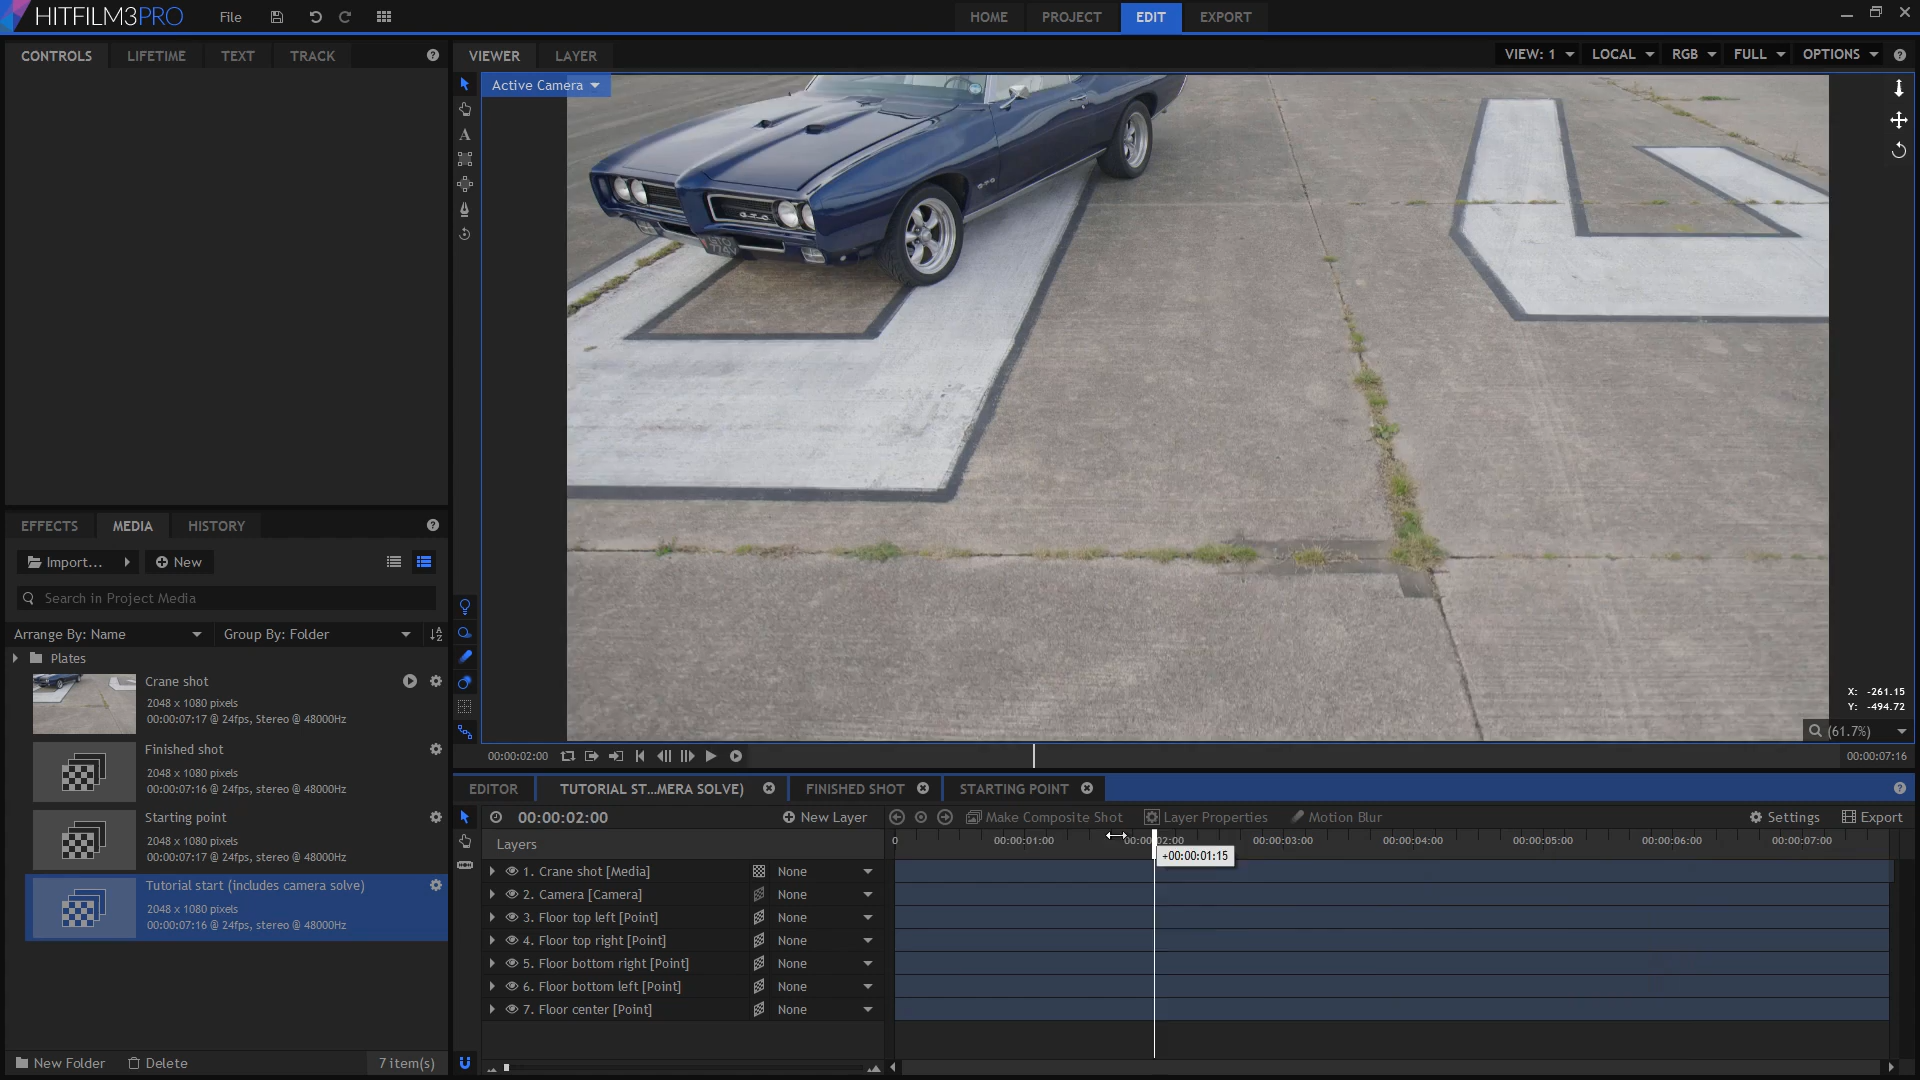 HITFILM3PRO File HOME PROJECT EDIT EXPORT
CONTROLS LIFETIME TEXT TRACK
VIEWER LAYER VIEW: 1 LOCAL RGB FULL OPTIONS
Active Camera
A
GTO
GTO
X: -261.15
Y: -494.72
(61.7%)
00:00:02:00 00:00:07:16
EFFECTS MEDIA HISTORY
Import... New
Search in Project Media
Arrange By: Name Group By: Folder
Plates
Crane shot
2048 x 1080 pixels
00:00:07:17 @ 24fps, Stereo @ 48000Hz
Finished shot
2048 x 1080 pixels
00:00:07:16 @ 24fps, stereo @ 48000Hz
Starting point
2048 x 1080 pixels
00:00:07:17 @ 24fps, stereo @ 48000Hz
Tutorial start (includes camera solve)
2048 x 1080 pixels
00:00:07:16 @ 24fps, stereo @ 48000Hz
New Folder Delete 7 item(s)
EDITOR TUTORIAL ST...MERA SOLVE) FINISHED SHOT STARTING POINT
00:00:02:00 New Layer Make Composite Shot Layer Properties Motion Blur Settings Export
Layers
0 00:00:01:00 00:00:02:00 00:00:03:00 00:00:04:00 00:00:05:00 00:00:06:00 00:00:07:00
+00:00:01:15
1. Crane shot [Media] None
2. Camera [Camera] None
3. Floor top left [Point] None
4. Floor top right [Point] None
5. Floor bottom right [Point] None
6. Floor bottom left [Point] None
7. Floor center [Point] None